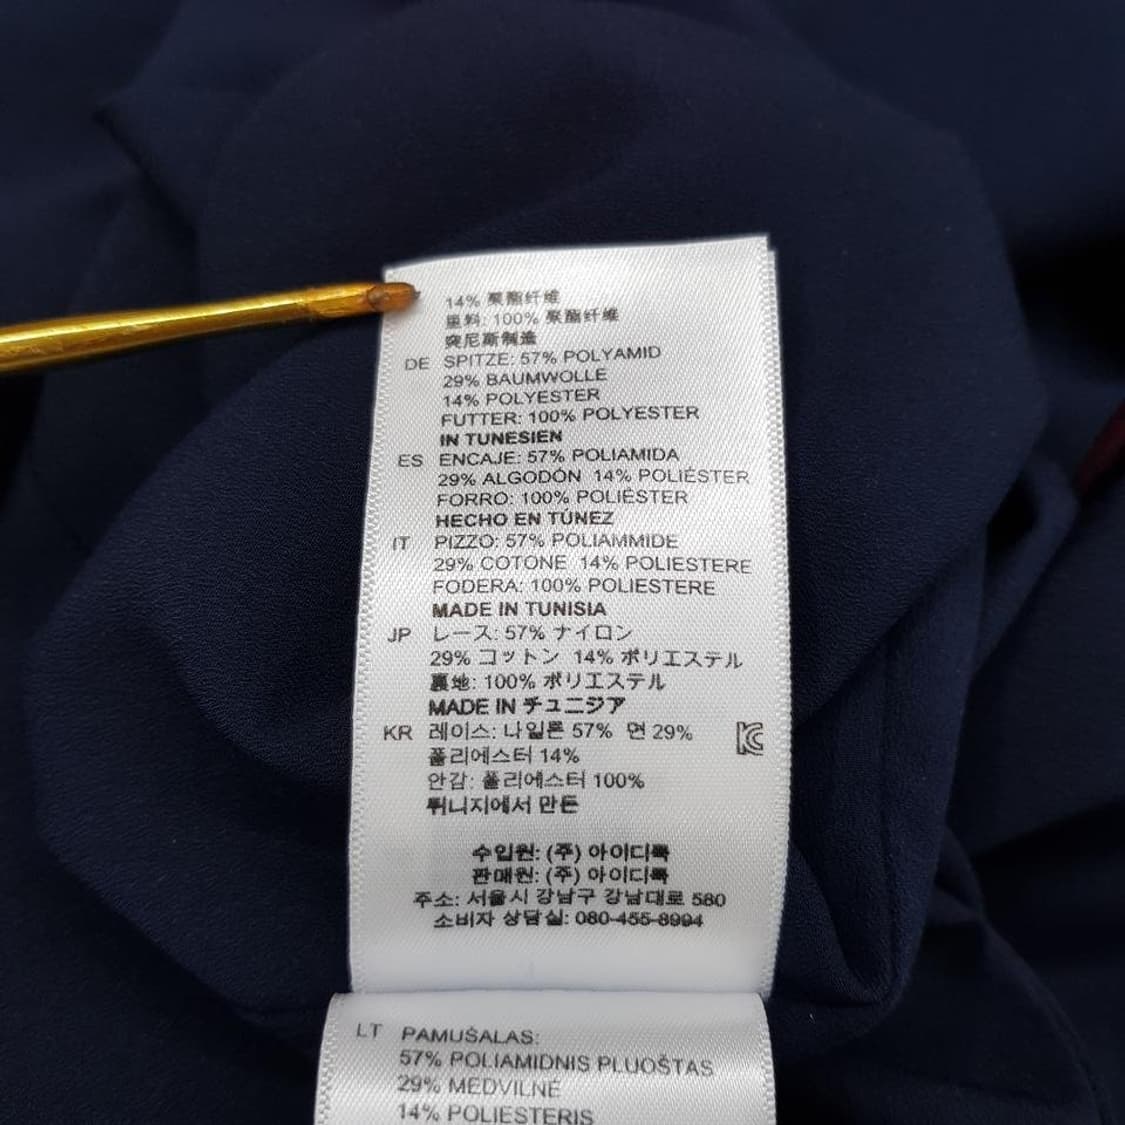 14% 聚酯纤维
里料: 100% 聚酯纤维
突尼斯制造
DE SPITZE: 57% POLYAMID
29% BAUMWOLLE
14% POLYESTER
FUTTER: 100% POLYESTER
IN TUNESIEN
ES ENCAJE: 57% POLIAMIDA
29% ALGODÓN 14% POLIÉSTER
FORRO: 100% POLIÉSTER
HECHO EN TÚNEZ
IT PIZZO: 57% POLIAMMIDE
29% COTONE 14% POLIESTERE
FODERA: 100% POLIESTERE
MADE IN TUNISIA
JP レース: 57% ナイロン
29% コットン 14% ポリエステル
裏地: 100% ポリエステル
MADE IN チュニジア
KR 레이스: 나일론 57% 면 29%
폴리에스터 14%
안감: 폴리에스터 100%
튀니지에서 만든
수입원: (주) 아이디룩
판매원: (주) 아이디룩
주소: 서울시 강남구 강남대로 580
소비자 상담실: 080-455-8994
LT PAMUŠALAS:
57% POLIAMIDNIS PLUOŠTAS
29% MEDVILNĖ
14% POLIESTERIS